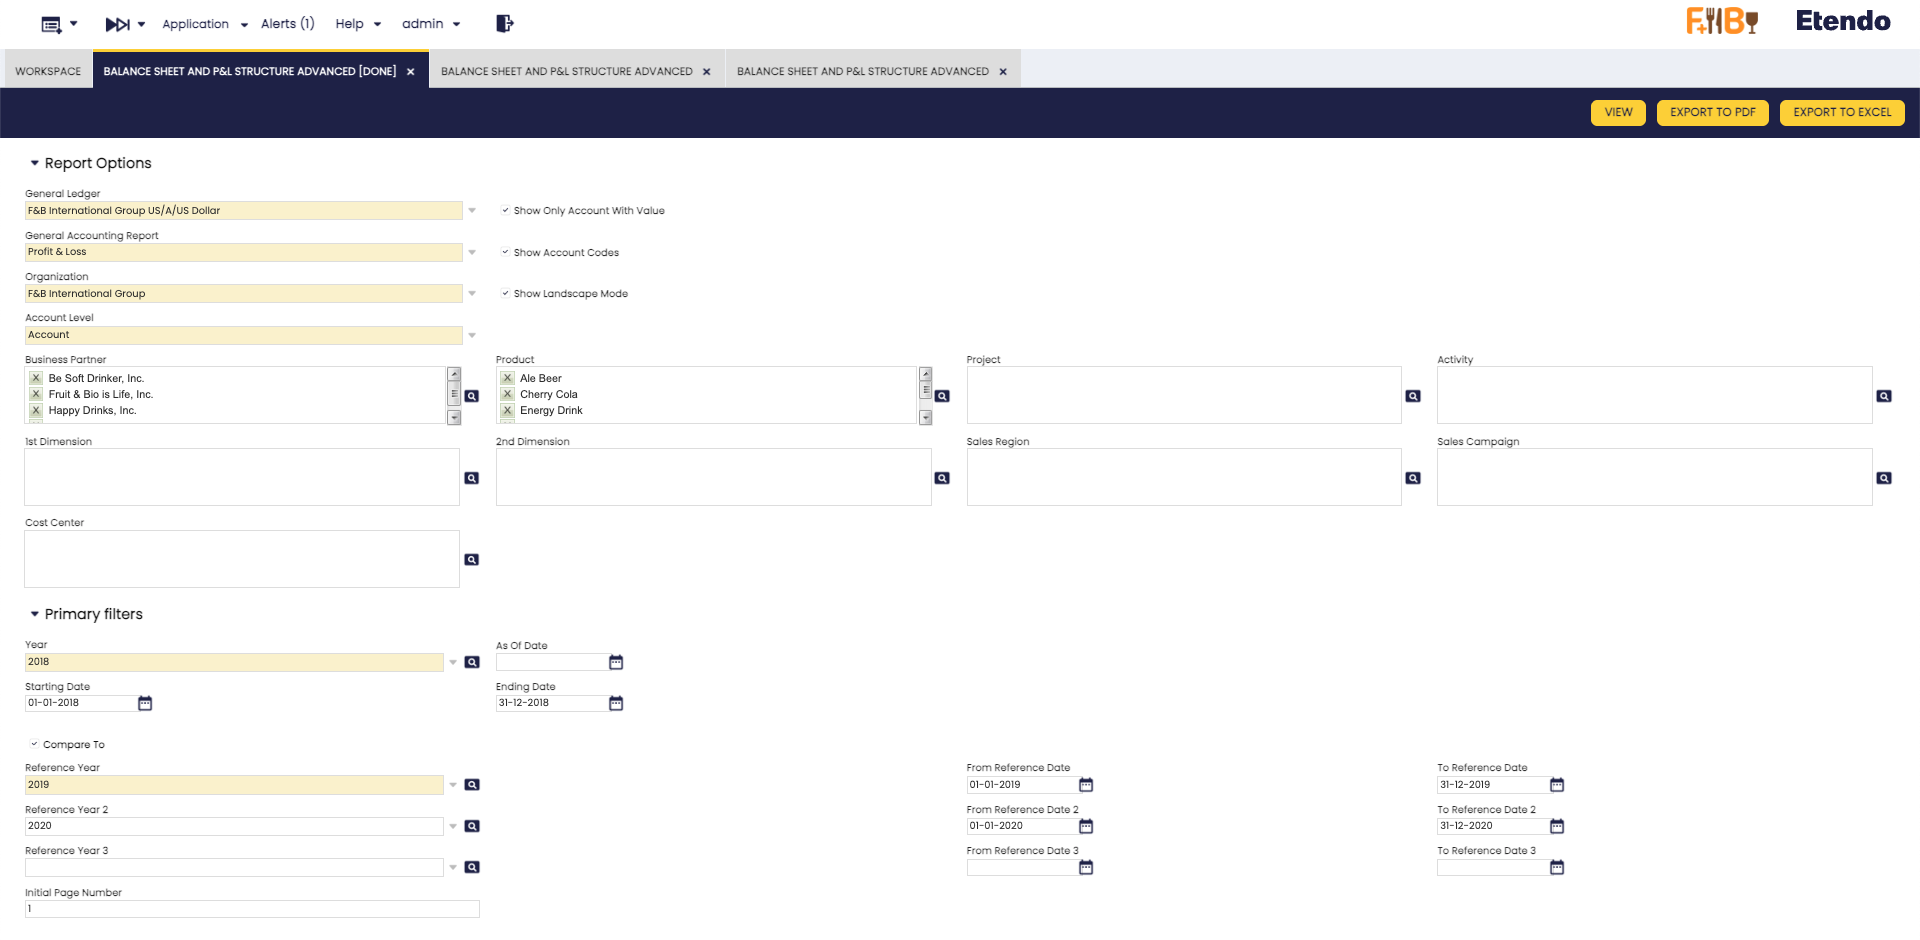 Application Alerts (1) Help admin
F+B Etendo
WORKSPACE BALANCE SHEET AND P&L STRUCTURE ADVANCED [DONE] × BALANCE SHEET AND P&L STRUCTURE ADVANCED × BALANCE SHEET AND P&L STRUCTURE ADVANCED ×
VIEW EXPORT TO PDF EXPORT TO EXCEL
Report Options
General Ledger
F&B International Group US/A/US Dollar Show Only Account With Value
General Accounting Report
Profit & Loss Show Account Codes
Organization
F&B International Group Show Landscape Mode
Account Level
Account
Business Partner Product Project Activity
X Be Soft Drinker, Inc. X Ale Beer
X Fruit & Bio is Life, Inc. X Cherry Cola
X Happy Drinks, Inc. X Energy Drink
1st Dimension 2nd Dimension Sales Region Sales Campaign
Cost Center
Primary filters
Year As Of Date
2018
Starting Date Ending Date
01-01-2018 31-12-2018
Compare To
Reference Year From Reference Date To Reference Date
2019 01-01-2019 31-12-2019
Reference Year 2 From Reference Date 2 To Reference Date 2
2020 01-01-2020 31-12-2020
Reference Year 3 From Reference Date 3 To Reference Date 3
Initial Page Number
1